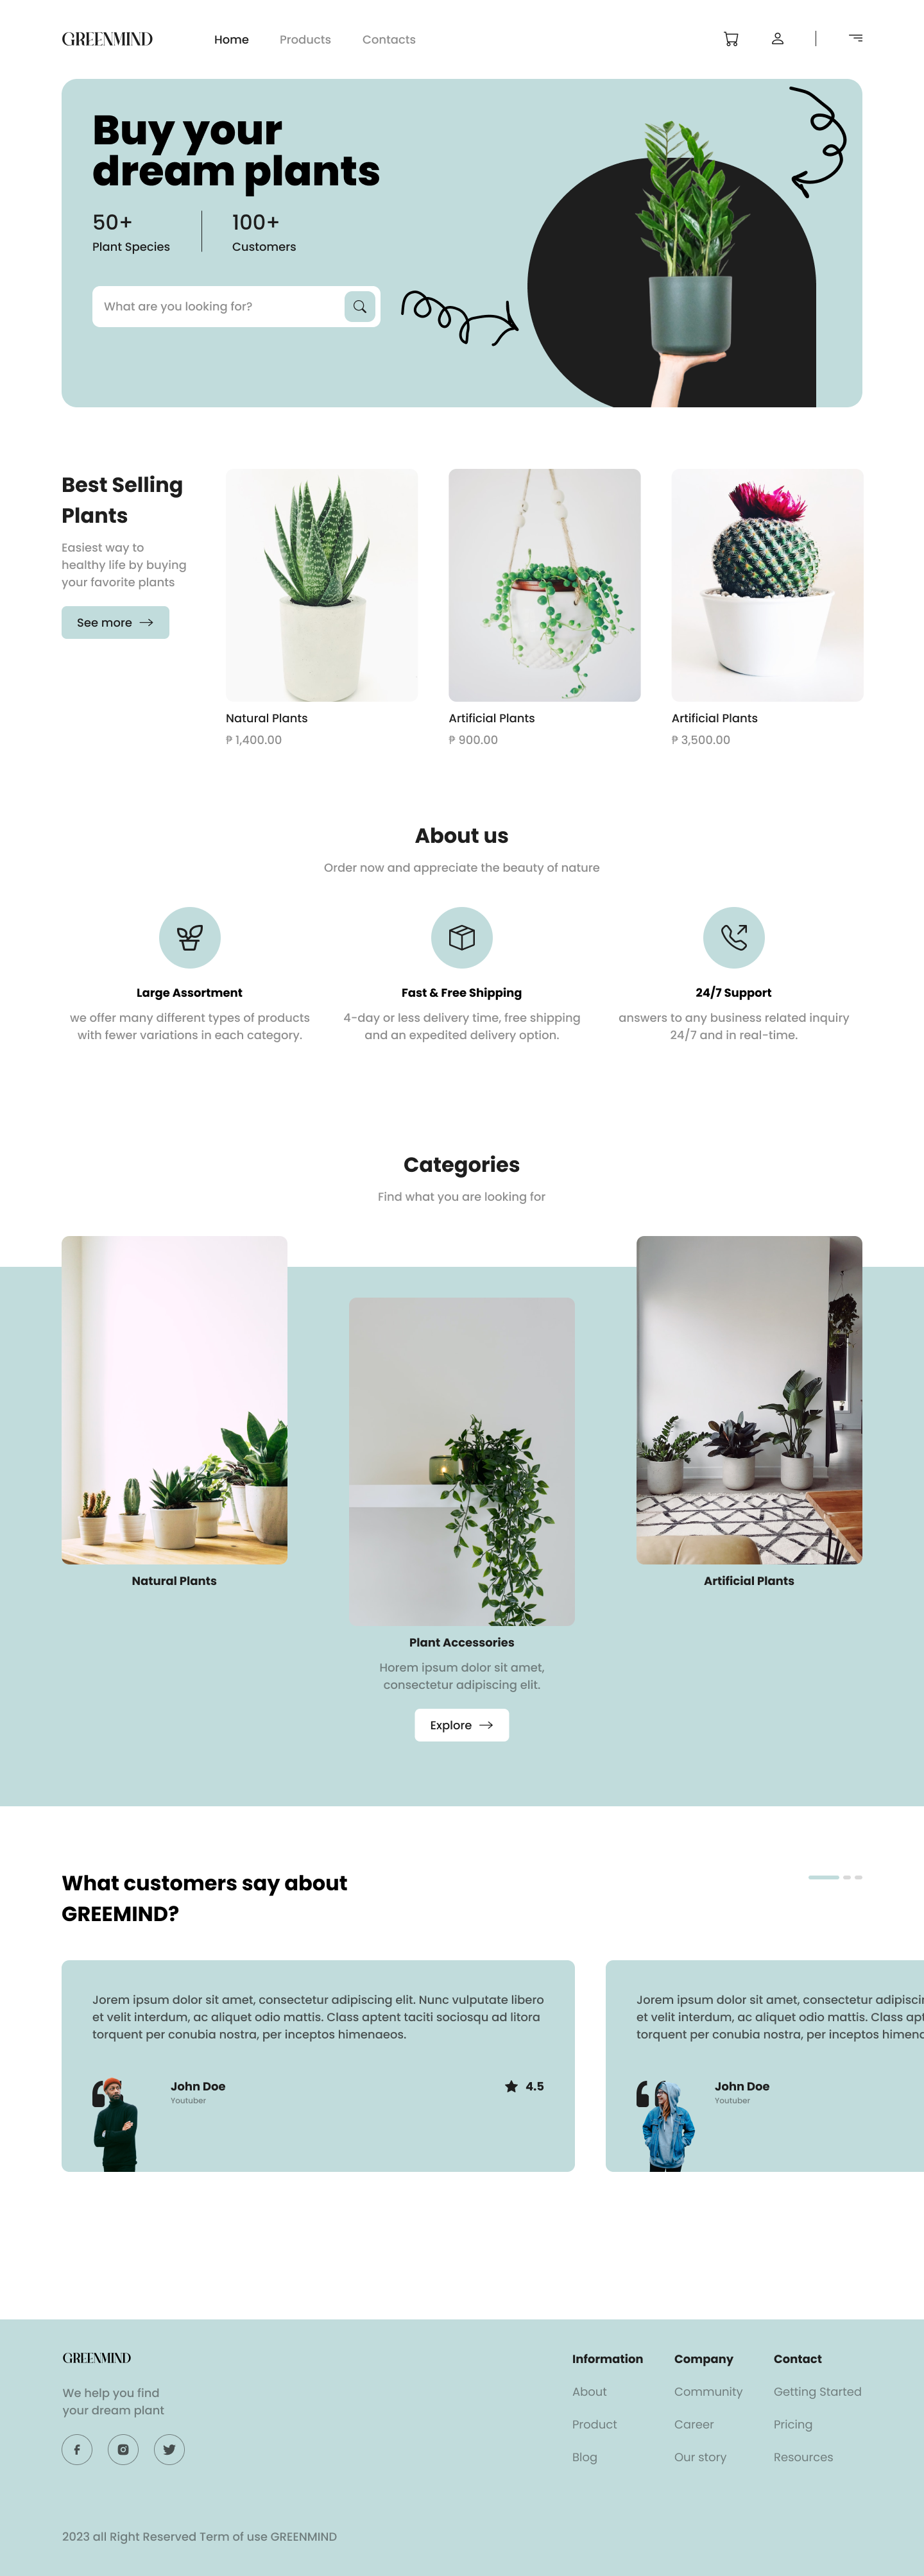 GREENMIND
Home
Products
Contacts
Buy your
dream plants
50+
Plant Species
100+
Customers
What are you looking for?
Best Selling
Plants
Easiest way to
healthy life by buying
your favorite plants
See more
Natural Plants
₱ 1,400.00
Artificial Plants
₱ 900.00
Artificial Plants
₱ 3,500.00
About us
Order now and appreciate the beauty of nature
Large Assortment
we offer many different types of products
with fewer variations in each category.
Fast & Free Shipping
4-day or less delivery time, free shipping
and an expedited delivery option.
24/7 Support
answers to any business related inquiry
24/7 and in real-time.
Categories
Find what you are looking for
Natural Plants
Plant Accessories
Horem ipsum dolor sit amet,
consectetur adipiscing elit.
Explore
Artificial Plants
What customers say about
GREEMIND?
Jorem ipsum dolor sit amet, consectetur adipiscing elit. Nunc vulputate libero
et velit interdum, ac aliquet odio mattis. Class aptent taciti sociosqu ad litora
torquent per conubia nostra, per inceptos himenaeos.
John Doe
Youtuber
4.5
Jorem ipsum dolor sit amet, consectetur
et velit interdum, ac aliquet odio mattis. Class
torquent per conubia nostra, per inceptos
John Doe
Youtuber
GREENMIND
We help you find
your dream plant
Information
About
Product
Blog
Company
Community
Career
Our story
Contact
Getting Started
Pricing
Resources
2023 all Right Reserved Term of use GREENMIND